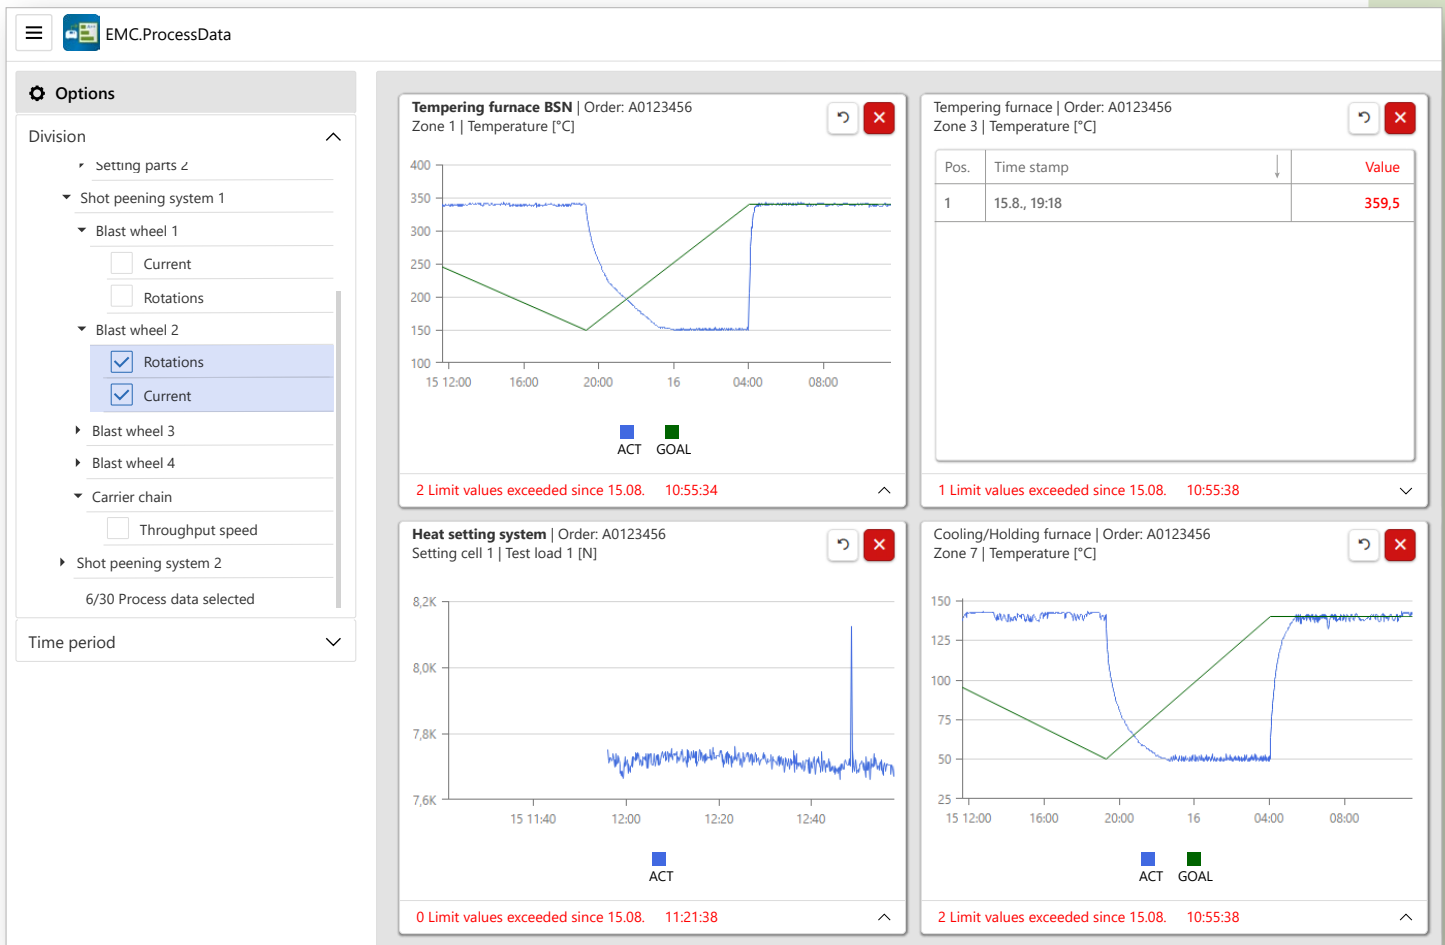 EMC.ProcessData
Options
Division
Setting parts 2
Shot peening system 1
Blast wheel 1
Current
Rotations
Blast wheel 2
Rotations
Current
Blast wheel 3
Blast wheel 4
Carrier chain
Throughput speed
Shot peening system 2
6/30 Process data selected
Time period
Tempering furnace BSN | Order: A0123456
Zone 1 | Temperature [°C]
400
350
300
250
200
150
100
15 12:00 16:00 20:00 16 04:00 08:00
ACT GOAL
2 Limit values exceeded since 15.08. 10:55:34
Tempering furnace | Order: A0123456
Zone 3 | Temperature [°C]
Pos. Time stamp Value
1 15.8., 19:18 359,5
1 Limit values exceeded since 15.08. 10:55:38
Heat setting system | Order: A0123456
Setting cell 1 | Test load 1 [N]
8,2K
8,0K
7,8K
7,6K
15 11:40 12:00 12:20 12:40
ACT
0 Limit values exceeded since 15.08. 11:21:38
Cooling/Holding furnace | Order: A0123456
Zone 7 | Temperature [°C]
150
125
100
75
50
25
15 12:00 16:00 20:00 16 04:00 08:00
ACT GOAL
2 Limit values exceeded since 15.08. 10:55:38